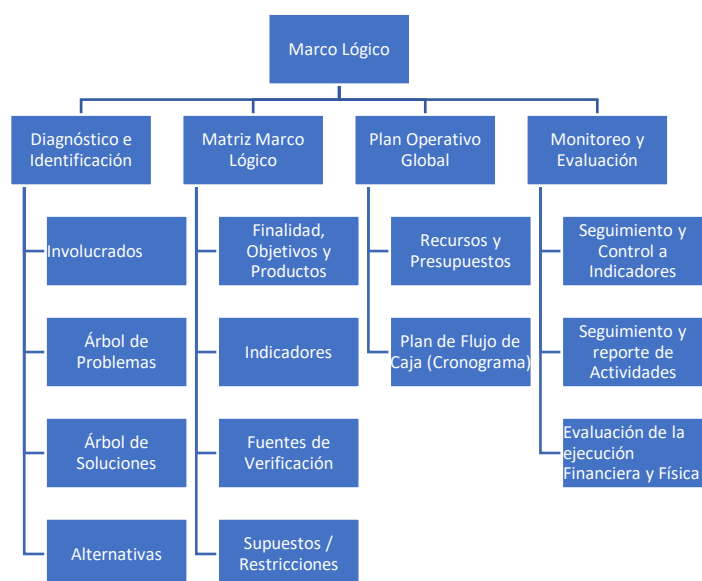 Marco Lógico
Diagnóstico e
Identificación
Matriz Marco
Lógico
Plan Operativo
Global
Monitoreo y
Evaluación
Involucrados
Finalidad,
Objetivos y
Productos
Recursos y
Presupuestos
Seguimiento y
Control a
Indicadores
Árbol de
Problemas
Indicadores
Plan de Flujo de
Caja (Cronograma)
Seguimiento y
reporte de
Actividades
Árbol de
Soluciones
Fuentes de
Verificación
Evaluación de la
ejecución
Financiera y Física
Alternativas
Supuestos /
Restricciones